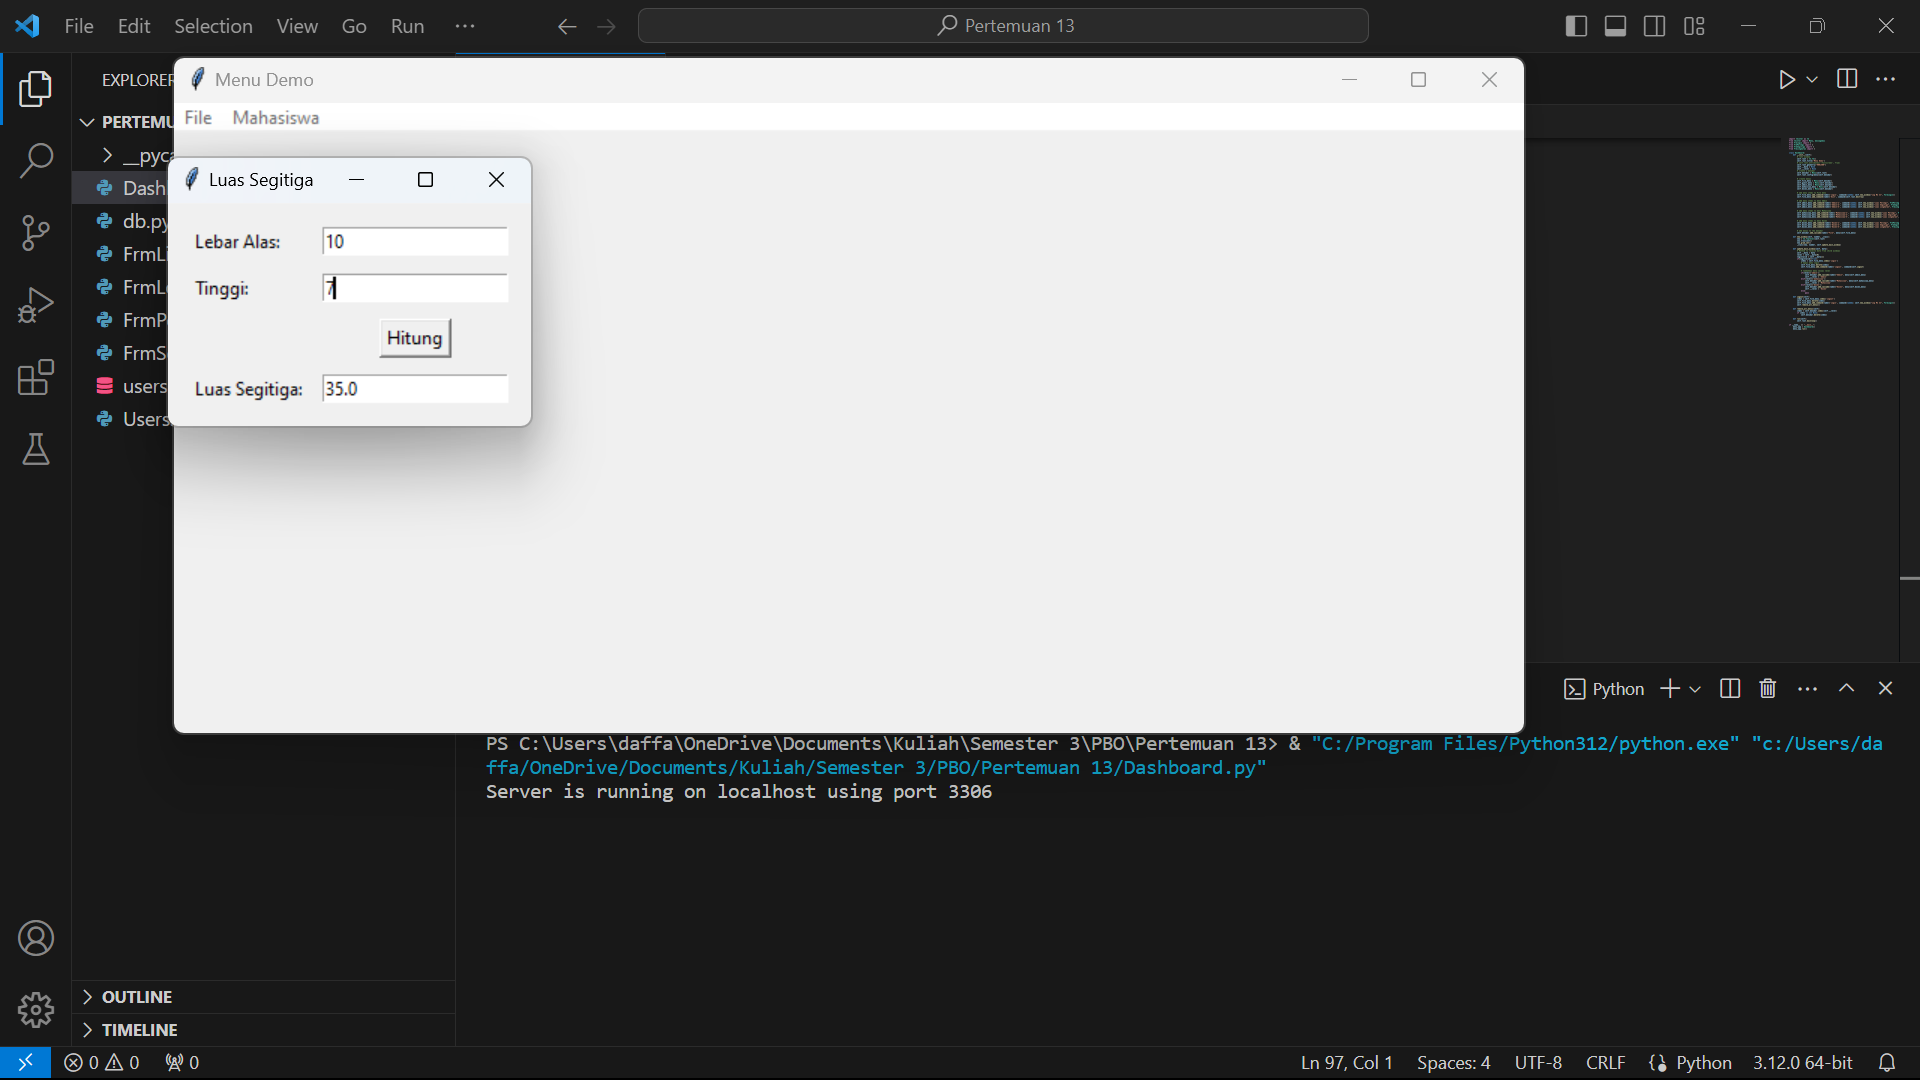 File Edit Selection View Go Run
Pertemuan 13
EXPLORER
Menu Demo
File Mahasiswa
PERTEMU
__pyca
Dash
db.py
FrmLi
FrmL
FrmP
FrmS
users
Users
Luas Segitiga
Lebar Alas: 10
Tinggi: 7
Hitung
Luas Segitiga: 35.0
Python
PS C:\Users\daffa\OneDrive\Documents\Kuliah\Semester 3\PBO\Pertemuan 13> & "C:/Program Files/Python312/python.exe" "c:/Users/da
ffa/OneDrive/Documents/Kuliah/Semester 3/PBO/Pertemuan 13/Dashboard.py"
Server is running on localhost using port 3306
OUTLINE
TIMELINE
0 0 0
Ln 97, Col 1 Spaces: 4 UTF-8 CRLF Python 3.12.0 64-bit